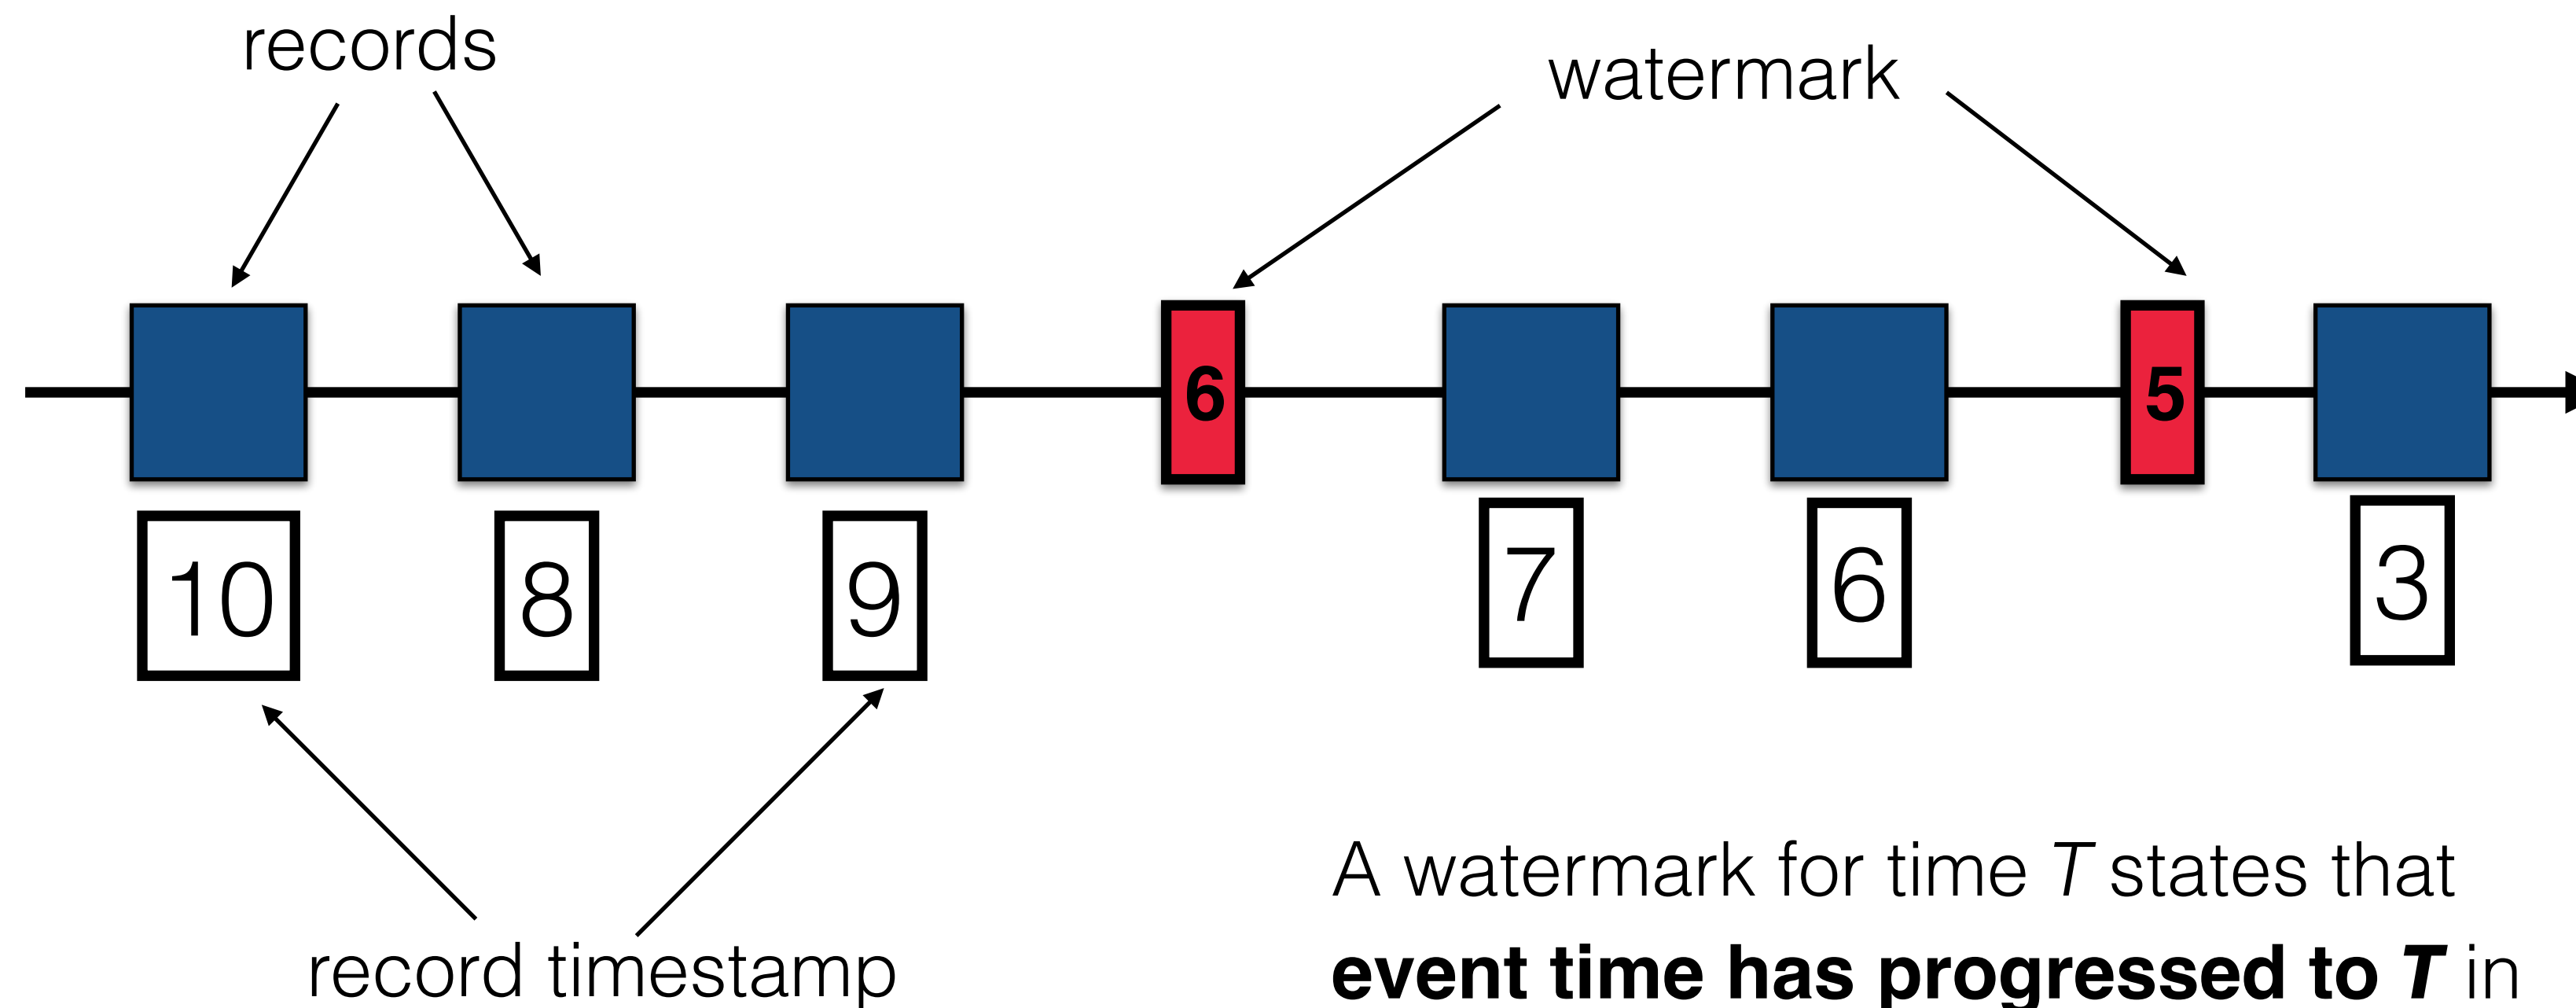 records
watermark
6
5
10
8
9
7
6
3
record timestamp
A watermark for time T states that
event time has progressed to T in